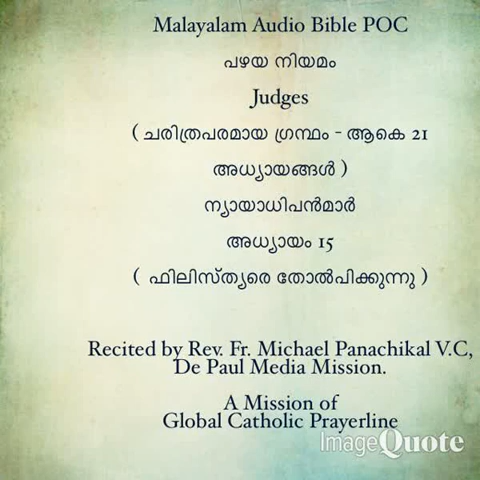 Malayalam Audio Bible POC
പഴയ നിയമം
Judges
( ചരിത്രപരമായ ഗ്രന്ഥം - ആകെ 21
അധ്യായങ്ങൾ )
ന്യായാധിപൻമാർ
അധ്യായം 15
( ഫിലിസ്ത്യരെ തോൽപിക്കുന്നു )
Recited by Rev. Fr. Michael Panachikal V.C,
De Paul Media Mission.
A Mission of
Global Catholic Prayerline
ImageQuote